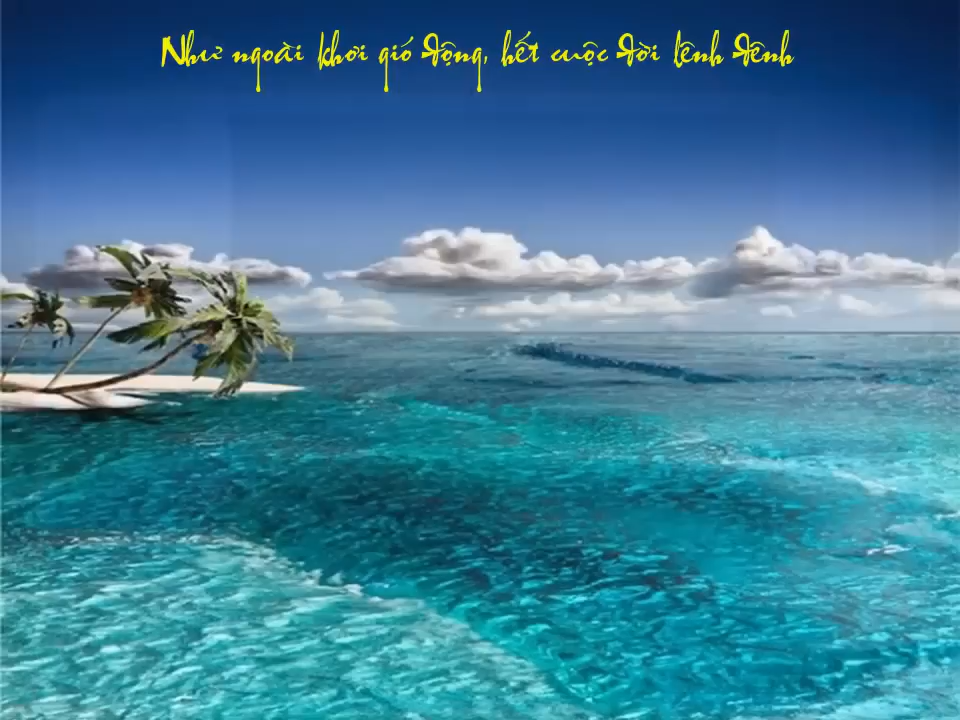 Như ngoài khơi gió động, hết cuộc đời lênh đênh